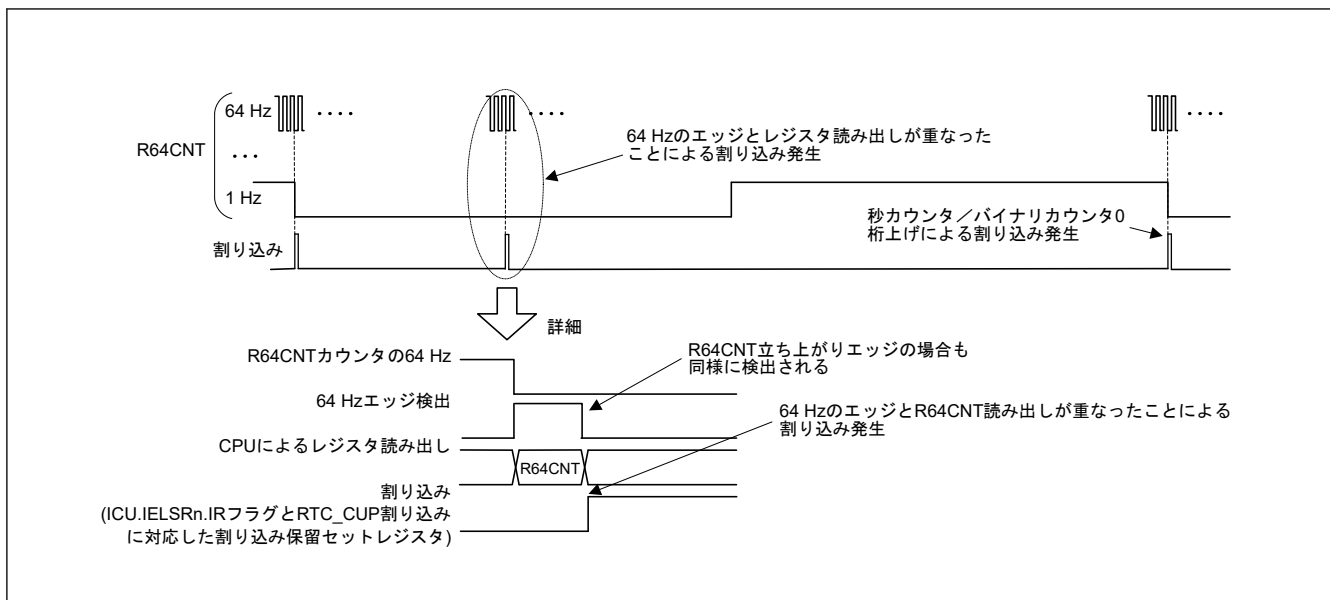 64 Hz
・・・・
・・・・
・・・・
R64CNT
・・・
1 Hz
64 Hzのエッジとレジスタ読み出しが重なった
ことによる割り込み発生
秒カウンタ／バイナリカウンタ0
桁上げによる割り込み発生
割り込み
詳細
R64CNTカウンタの64 Hz
R64CNT立ち上がりエッジの場合も
同様に検出される
64 Hzエッジ検出
64 HzのエッジとR64CNT読み出しが重なったことによる
割り込み発生
CPUによるレジスタ読み出し
R64CNT
割り込み
(ICU.IELSRn.IRフラグとRTC_CUP割り込み
に対応した割り込み保留セットレジスタ)